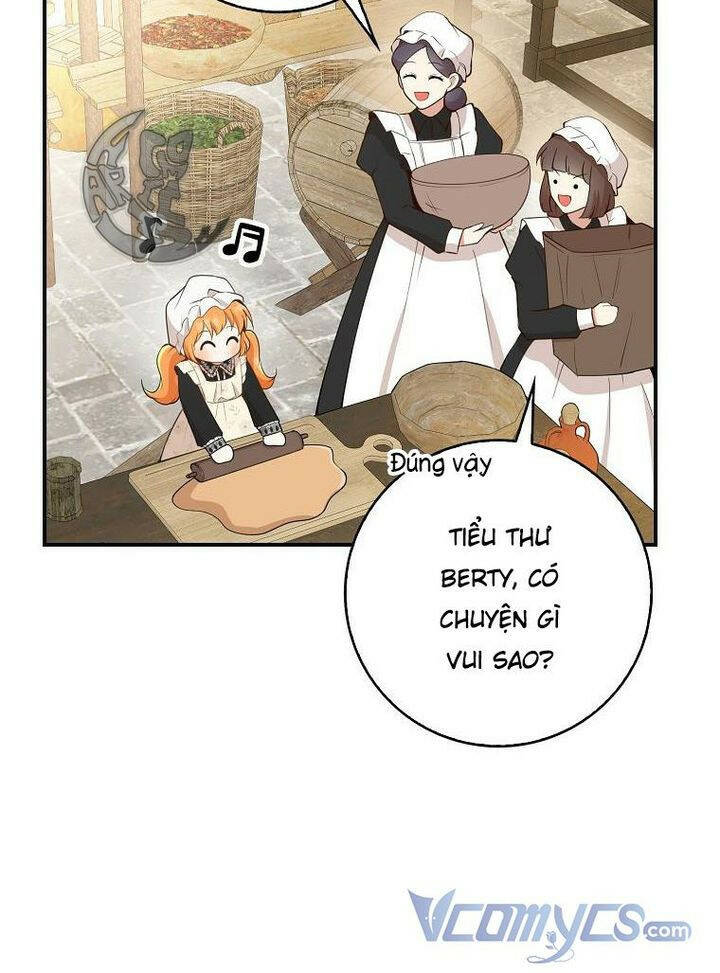 Đúng vậy
TIỂU THƯ
BERTY, CÓ
CHUYỆN GÌ
VUI SAO?
VCOMYCS.com